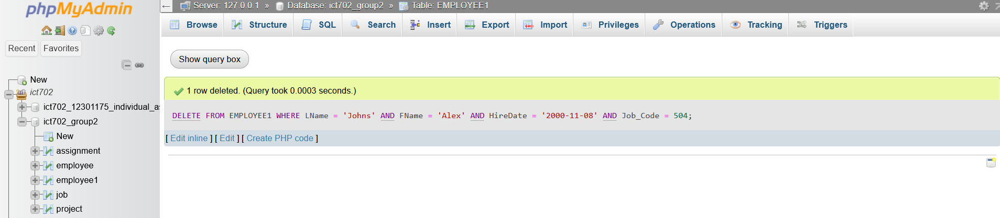 phpMyAdmin
Recent Favorites
New
ict702
ict702_12301175_individual_a
ict702_group2
New
assignment
employee
employee1
job
project
← Server: 127.0.0.1 » Database: ict702_group2 » Table: EMPLOYEE1
Browse Structure SQL Search Insert Export Import Privileges Operations Tracking Triggers
Show query box
1 row deleted. (Query took 0.0003 seconds.)
DELETE FROM EMPLOYEE1 WHERE LName = 'Johns' AND FName = 'Alex' AND HireDate = '2000-11-08' AND Job_Code = 504;
[ Edit inline ] [ Edit ] [ Create PHP code ]